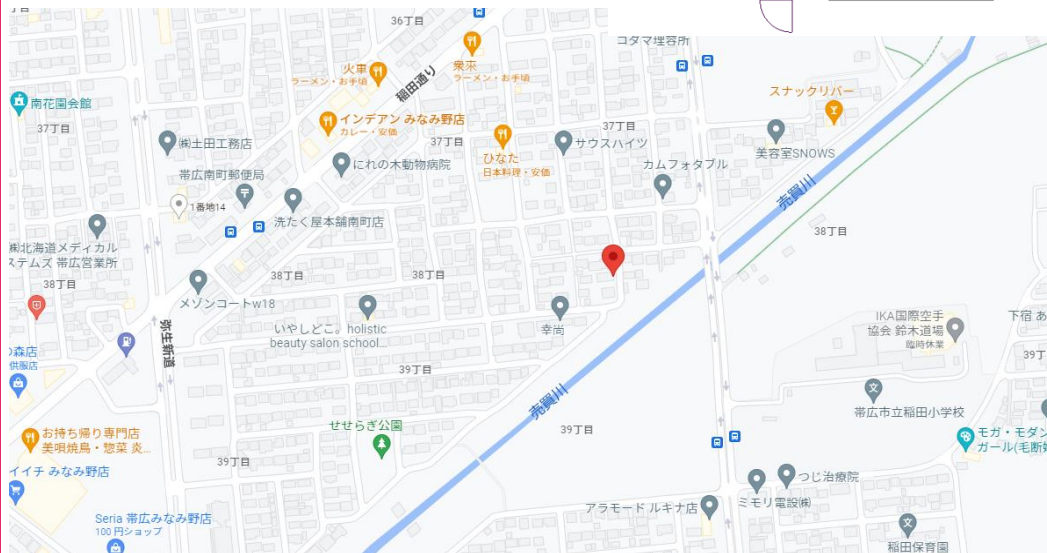 36丁目
コダマ理容所
衆来
ラーメン・お手頃
火車
ラーメン・お手頃
稲田通り
スナックリバー
南花園会館
インデアン みなみ野店
カレー・安価
37丁目
37丁目
37丁目
㈱土田工務店
ひなた
日本料理・安価
サウスハイツ
美容室SNOWS
にれの木動物病院
カムフォタブル
帯広南町郵便局
1番地14
売買川
洗たく屋本舗南町店
38丁目
㈱北海道メディカル
ステムズ 帯広営業所
38丁目
38丁目
38丁目
メゾンコートw18
いやしどこ。holistic
beauty salon school...
幸尚
IKA国際空手
協会 鈴木道場
臨時休業
下宿 あ
弥生新道
の森店
供服店
39丁目
39丁
売買川
帯広市立稲田小学校
せせらぎ公園
39丁目
お持ち帰り専門店
美唄焼鳥・惣菜 炎...
モガ・モダン
ガール(毛断
39丁目
イイチ みなみ野店
つじ治療院
ミモリ電設㈱
アラモード ルキナ店
Seria 帯広みなみ野店
100 円ショップ
稲田保育園